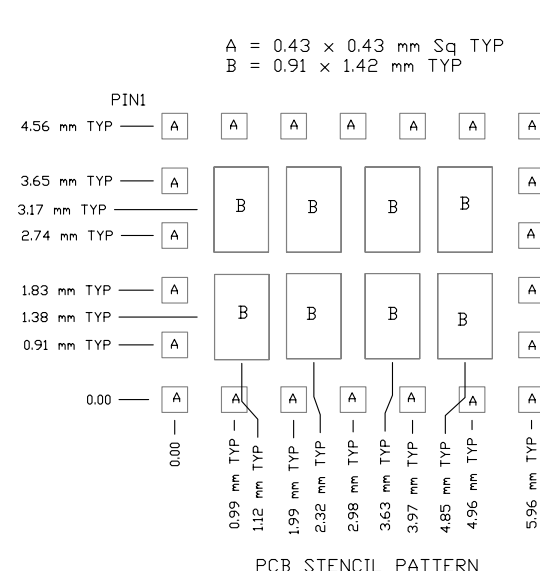 A = 0.43 x 0.43 mm Sq TYP
B = 0.91 x 1.42 mm TYP
PIN1
4.56 mm TYP
A A A A A A A
3.65 mm TYP
A A
3.17 mm TYP
B B B B
2.74 mm TYP
A A
1.83 mm TYP
A A
1.38 mm TYP
B B B B
0.91 mm TYP
A A
0.00
A A A A A A A
0.00
0.99 mm TYP
1.12 mm TYP
1.99 mm TYP
2.32 mm TYP
2.98 mm TYP
3.63 mm TYP
3.97 mm TYP
4.85 mm TYP
4.96 mm TYP
5.96 mm TYP
PCB STENCIL PATTERN